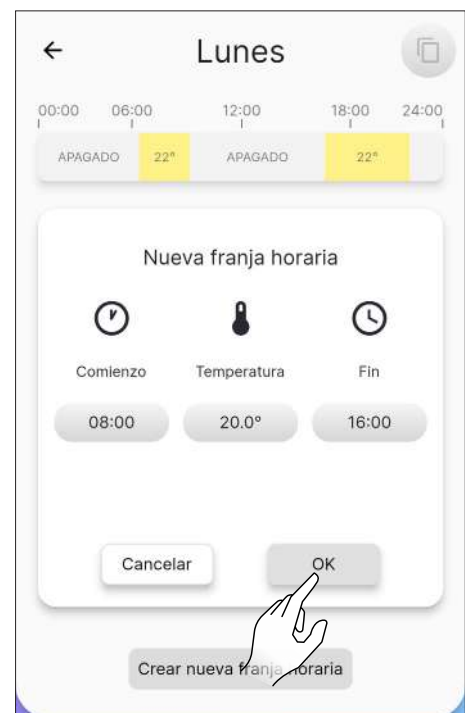 Lunes
00:00 06:00 12:00 18:00 24:00
APAGADO 22° APAGADO 22°
Nueva franja horaria
Comienzo Temperatura Fin
08:00 20.0° 16:00
Cancelar OK
Crear nueva franja horaria